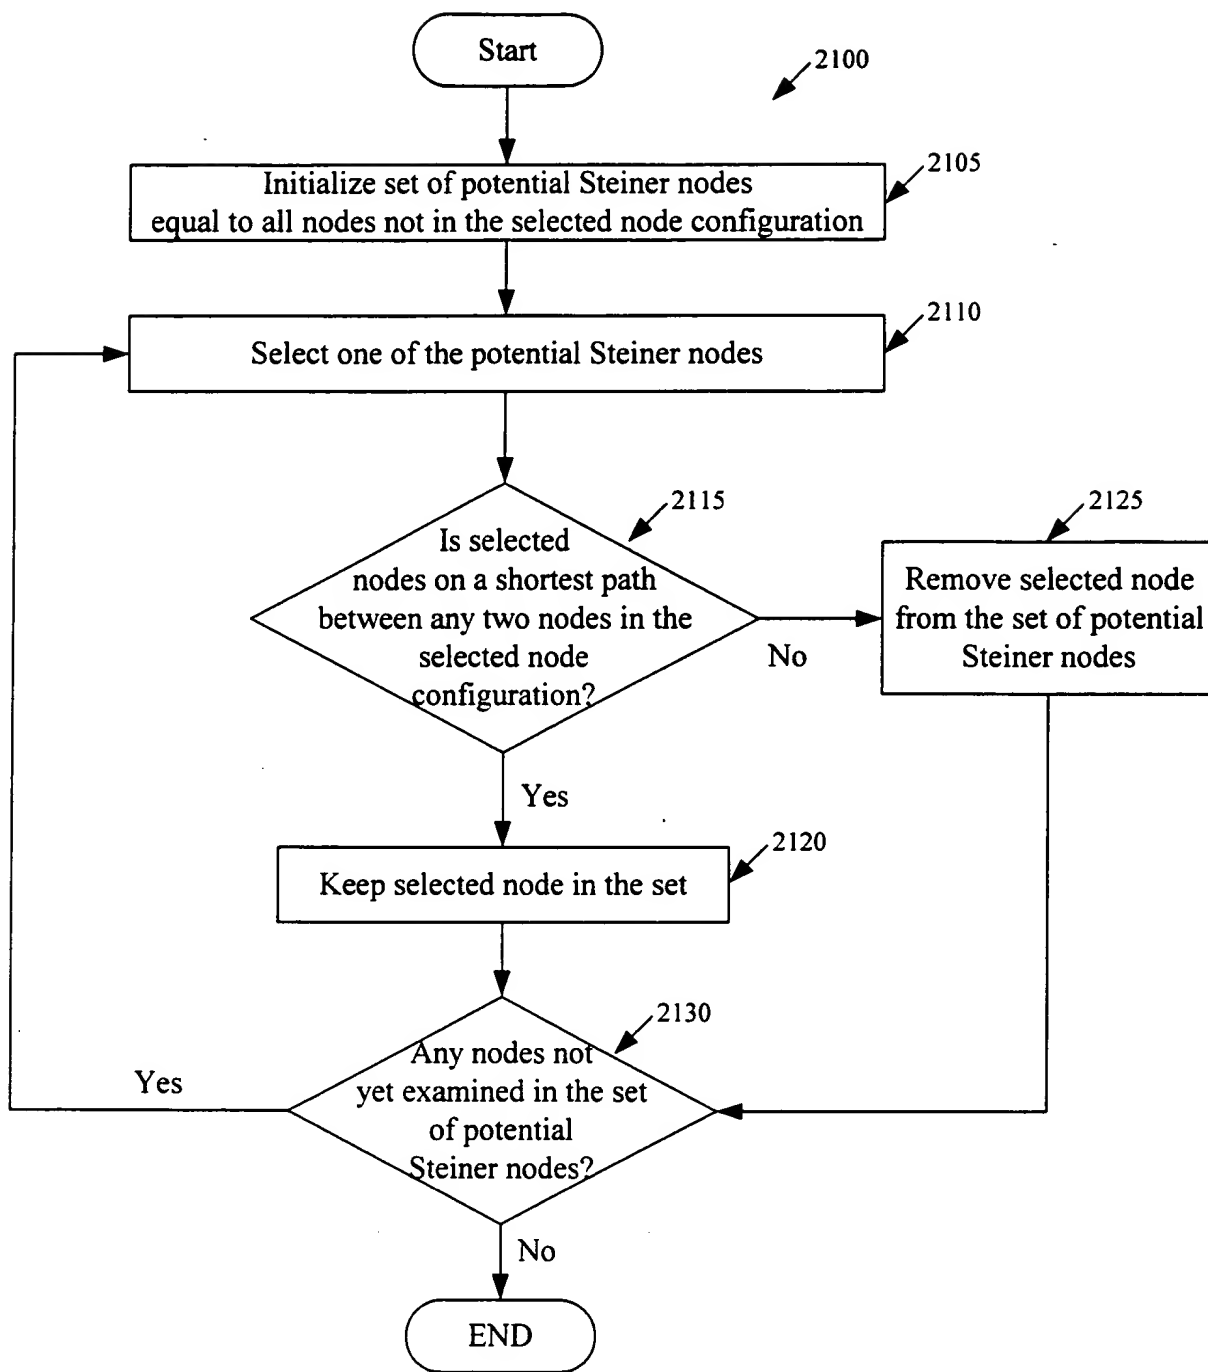 Start
2100
Initialize set of potential Steiner nodes
equal to all nodes not in the selected node configuration
2105
Select one of the potential Steiner nodes
2110
Is selected
nodes on a shortest path
between any two nodes in the
selected node
configuration?
2115
No
Remove selected node
from the set of potential
Steiner nodes
2125
Yes
Keep selected node in the set
2120
Any nodes not
yet examined in the set
of potential
Steiner nodes?
2130
Yes
No
END